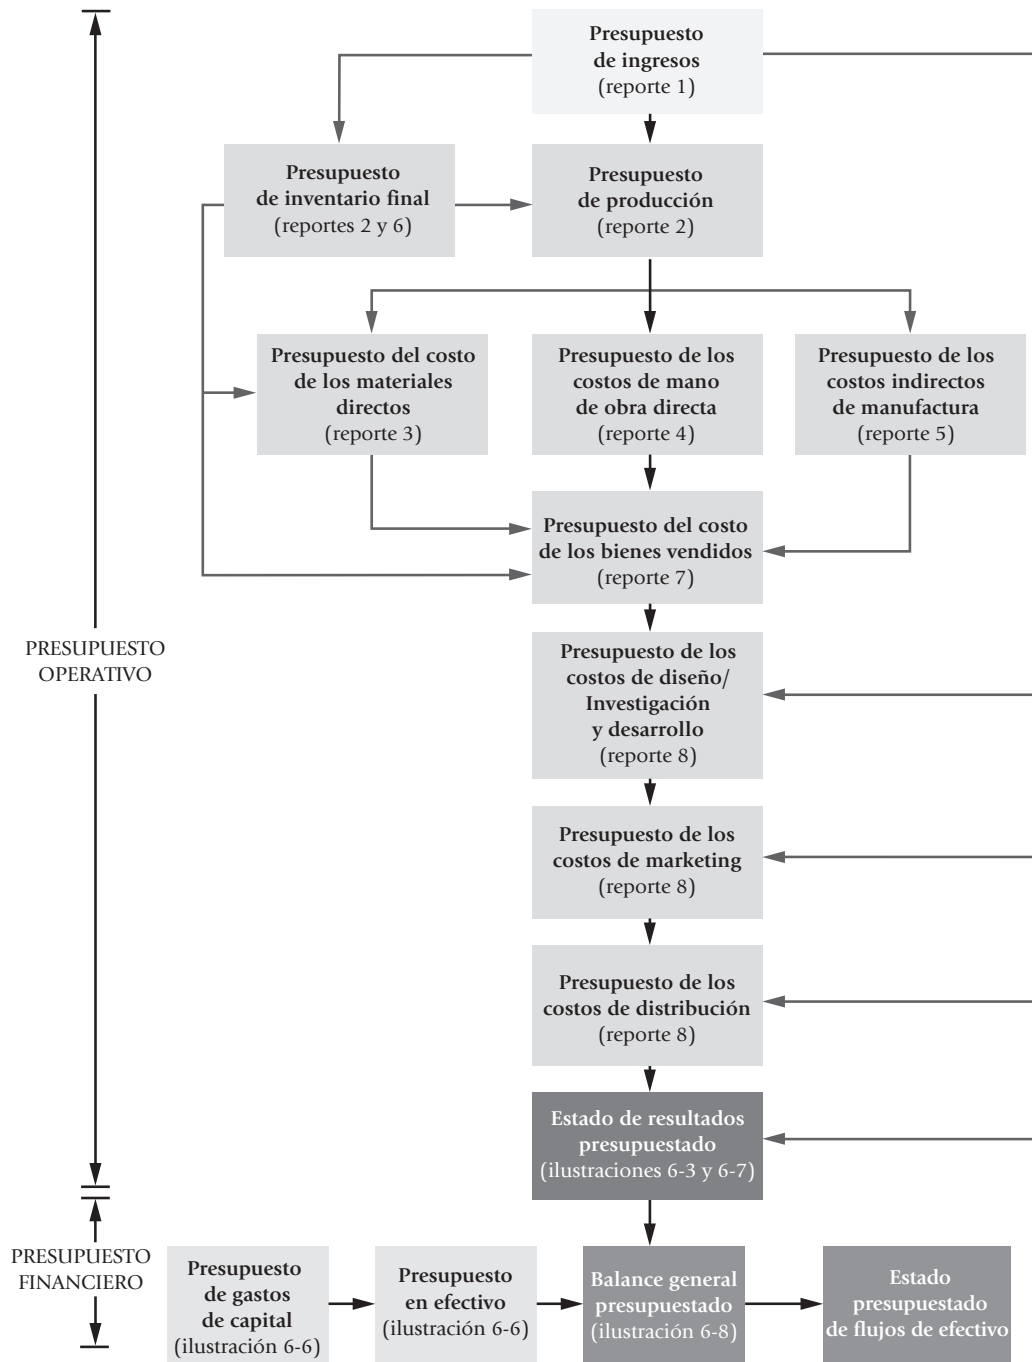 Presupuesto
de ingresos
(reporte 1)
Presupuesto
de inventario final
(reportes 2 y 6)
Presupuesto
de producción
(reporte 2)
Presupuesto del costo
de los materiales
directos
(reporte 3)
Presupuesto de los
costos de mano
de obra directa
(reporte 4)
Presupuesto de los
costos indirectos
de manufactura
(reporte 5)
Presupuesto del costo
de los bienes vendidos
(reporte 7)
PRESUPUESTO
OPERATIVO
Presupuesto de los
costos de diseño/
Investigación
y desarrollo
(reporte 8)
Presupuesto de los
costos de marketing
(reporte 8)
Presupuesto de los
costos de distribución
(reporte 8)
Estado de resultados
presupuestado
(ilustraciones 6-3 y 6-7)
PRESUPUESTO
FINANCIERO
Presupuesto
de gastos
de capital
(ilustración 6-6)
Presupuesto
en efectivo
(ilustración 6-6)
Balance general
presupuestado
(ilustración 6-8)
Estado
presupuestado
de flujos de efectivo